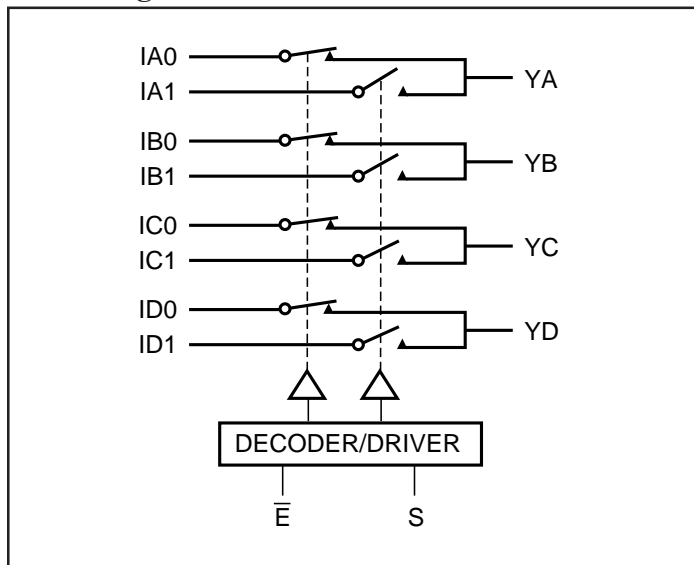 IA0
IA1
YA
IB0
IB1
YB
IC0
IC1
YC
ID0
ID1
YD
DECODER/DRIVER
E̅
S